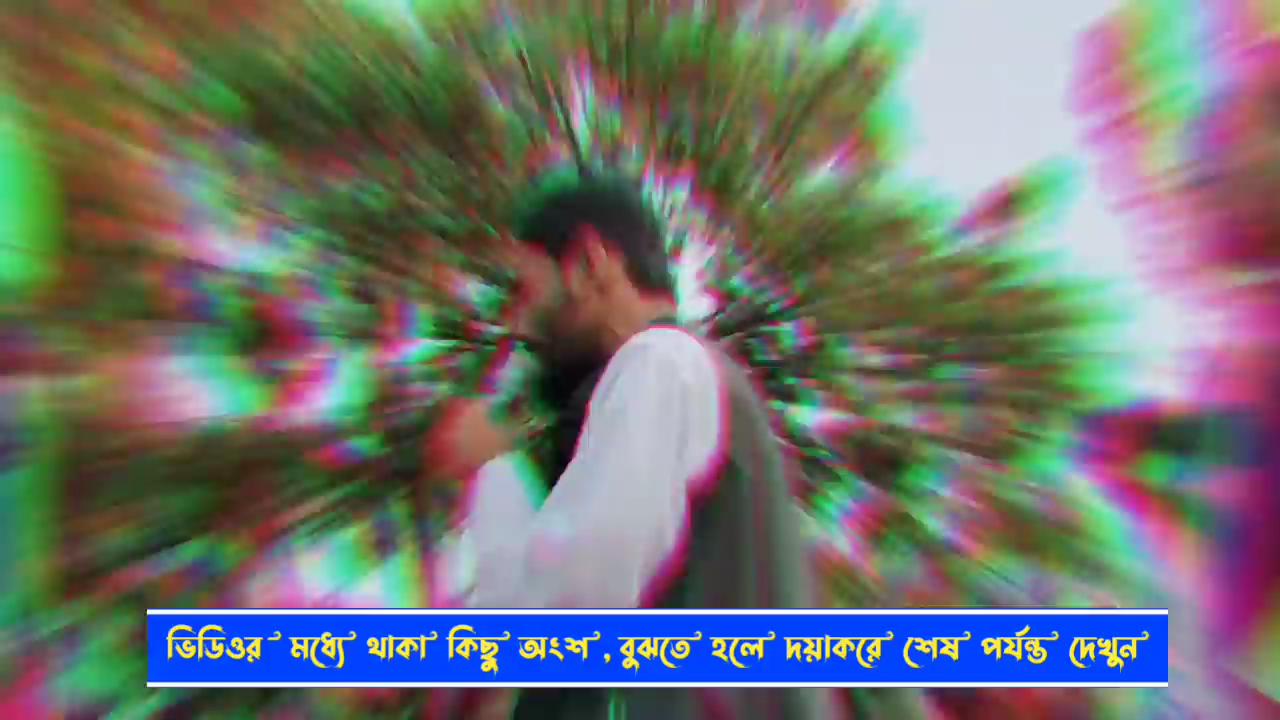 ভিডিওর মধ্যে থাকা কিছু অংশ, বুঝতে হলে দয়াকরে শেষ পর্যন্ত দেখুন